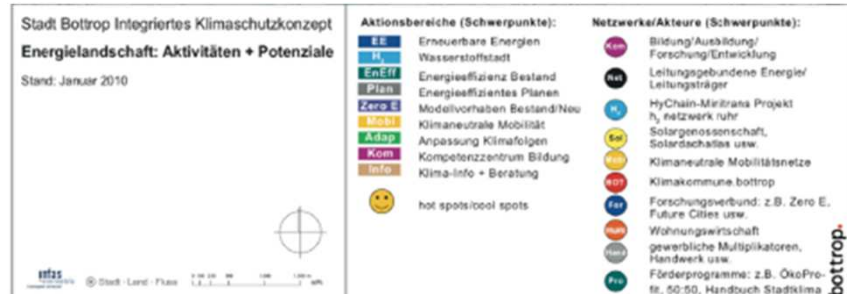 Stadt Bottrop Integriertes Klimaschutzkonzept
Energielandschaft: Aktivitäten + Potenziale
Stand: Januar 2010
infas
Stadt - Land - Fluss
Aktionsbereiche (Schwerpunkte):
EE Erneuerbare Energien
H₂ Wasserstoffstadt
EnEff Energieeffizienz Bestand
Plan Energieeffizientes Planen
Zero E Modellvorhaben Bestand/Neu
Mobi Klimaneutrale Mobilität
Adap Anpassung Klimafolgen
Kom Kompetenzzentrum Bildung
Info Klima-Info + Beratung
hot spots/cool spots
Netzwerke/Akteure (Schwerpunkte):
Kom Bildung/Ausbildung/
Forschung/Entwicklung
Net Leitungsgebundene Energie/
Leitungsträger
H₂ HyChain-Minitrans Projekt
h₂ netzwerk ruhr
Sol Solargenossenschaft,
Solardachatlas usw.
Mobi Klimaneutrale Mobilitätsnetze
BOT Klimakommune.bottrop
For Forschungsverbund: z.B. Zero E,
Future Cities usw.
Wohnungswirtschaft
gewerbliche Multiplikatoren,
Handwerk usw.
Pro Förderprogramme: z.B. ÖkoPro-
fit, 50:50, Handbuch Stadtklima
bottrop.